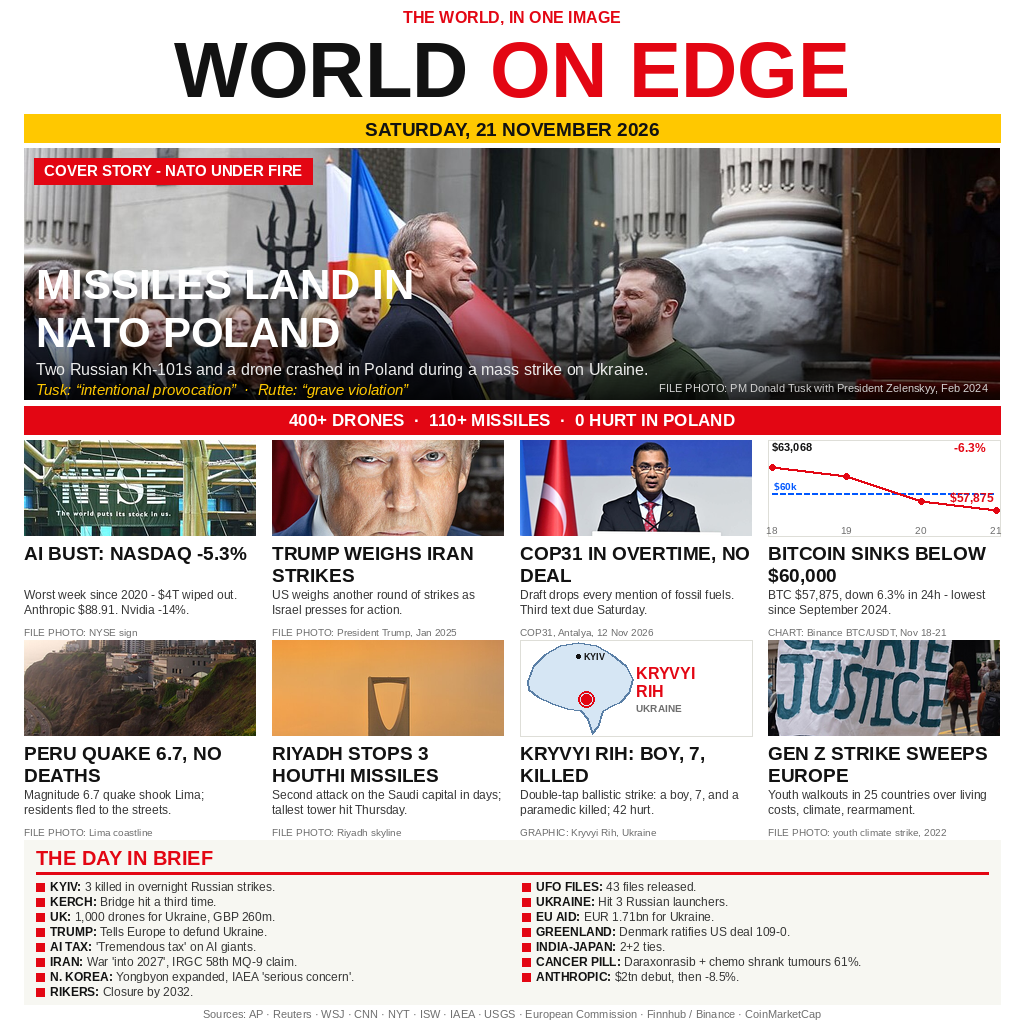 THE WORLD, IN ONE IMAGE
WORLD ON EDGE
SATURDAY, 21 NOVEMBER 2026
COVER STORY - NATO UNDER FIRE
MISSILES LAND IN
NATO POLAND
Two Russian Kh-101s and a drone crashed in Poland during a mass strike on Ukraine.
Tusk: “intentional provocation” · Rutte: “grave violation”
FILE PHOTO: PM Donald Tusk with President Zelenskyy, Feb 2024
400+ DRONES · 110+ MISSILES · 0 HURT IN POLAND
NYSE
The world puts its stock in us.
AI BUST: NASDAQ -5.3%
Worst week since 2020 - $4T wiped out.
Anthropic $88.91. Nvidia -14%.
FILE PHOTO: NYSE sign
TRUMP WEIGHS IRAN
STRIKES
US weighs another round of strikes as
Israel presses for action.
FILE PHOTO: President Trump, Jan 2025
COP31 IN OVERTIME, NO
DEAL
Draft drops every mention of fossil fuels.
Third text due Saturday.
COP31, Antalya, 12 Nov 2026
$63,068
-6.3%
$60k
$57,875
18 19 20 21
BITCOIN SINKS BELOW
$60,000
BTC $57,875, down 6.3% in 24h - lowest
since September 2024.
CHART: Binance BTC/USDT, Nov 18-21
PERU QUAKE 6.7, NO
DEATHS
Magnitude 6.7 quake shook Lima;
residents fled to the streets.
FILE PHOTO: Lima coastline
RIYADH STOPS 3
HOUTHI MISSILES
Second attack on the Saudi capital in days;
tallest tower hit Thursday.
FILE PHOTO: Riyadh skyline
KYIV
KRYVYI
RIH
UKRAINE
KRYVYI RIH: BOY, 7,
KILLED
Double-tap ballistic strike: a boy, 7, and a
paramedic killed; 42 hurt.
GRAPHIC: Kryvyi Rih, Ukraine
CLIMATE
JUSTICE
GEN Z STRIKE SWEEPS
EUROPE
Youth walkouts in 25 countries over living
costs, climate, rearmament.
FILE PHOTO: youth climate strike, 2022
THE DAY IN BRIEF
KYIV: 3 killed in overnight Russian strikes.
KERCH: Bridge hit a third time.
UK: 1,000 drones for Ukraine, GBP 260m.
TRUMP: Tells Europe to defend Ukraine.
AI TAX: 'Tremendous tax' on AI giants.
IRAN: War 'into 2027', IRGC 58th MQ-9 claim.
N. KOREA: Yongbyon expanded, IAEA 'serious concern'.
RIKERS: Closure by 2032.
UFO FILES: 43 files released.
UKRAINE: Hit 3 Russian launchers.
EU AID: EUR 1.71bn for Ukraine.
GREENLAND: Denmark ratifies US deal 109-0.
INDIA-JAPAN: 2+2 ties.
CANCER PILL: Daraxonrasib + chemo shrank tumours 61%.
ANTHROPIC: $2tn debut, then -8.5%.
Sources: AP · Reuters · WSJ · CNN · NYT · ISW · IAEA · USGS · European Commission · Finnhub / Binance · CoinMarketCap